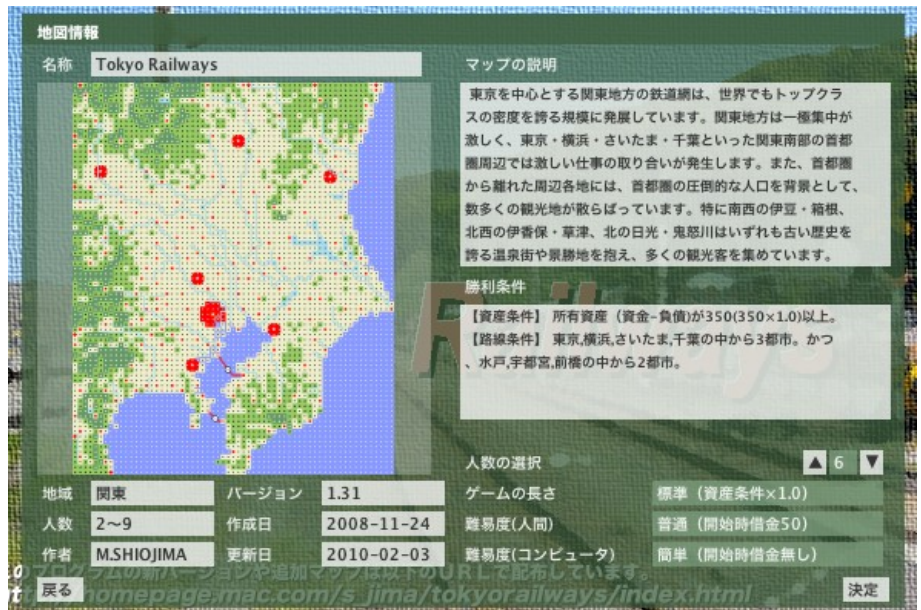 地図情報
名称 Tokyo Railways
マップの説明
東京を中心とする関東地方の鉄道網は、世界でもトップクラ
スの密度を誇る規模に発展しています。関東地方は一極集中が
激しく、東京・横浜・さいたま・千葉といった関東南部の首都
圏周辺では激しい仕事の取り合いが発生します。また、首都圏
から離れた周辺各地には、首都圏の圧倒的な人口を背景として、
数多くの観光地が散らばっています。特に南西の伊豆・箱根、
北西の伊香保・草津、北の日光・鬼怒川はいずれも古い歴史を
誇る温泉街や景勝地を抱え、多くの観光客を集めています。
勝利条件
【資産条件】 所有資産（資金-負債)が350(350×1.0)以上。
【路線条件】 東京,横浜,さいたま,千葉の中から3都市。かつ
、水戸,宇都宮,前橋の中から2都市。
人数の選択 ▲ 6 ▼
地域 関東 バージョン 1.31
人数 2〜9 作成日 2008-11-24
作者 M.SHIOJIMA 更新日 2010-02-03
ゲームの長さ 標準（資産条件×1.0）
難易度(人間) 普通（開始時借金50）
難易度(コンピュータ) 簡単（開始時借金無し）
Railways
プログラムの新バージョンや追加マップは以下のURLで配布しています。
戻る
決定